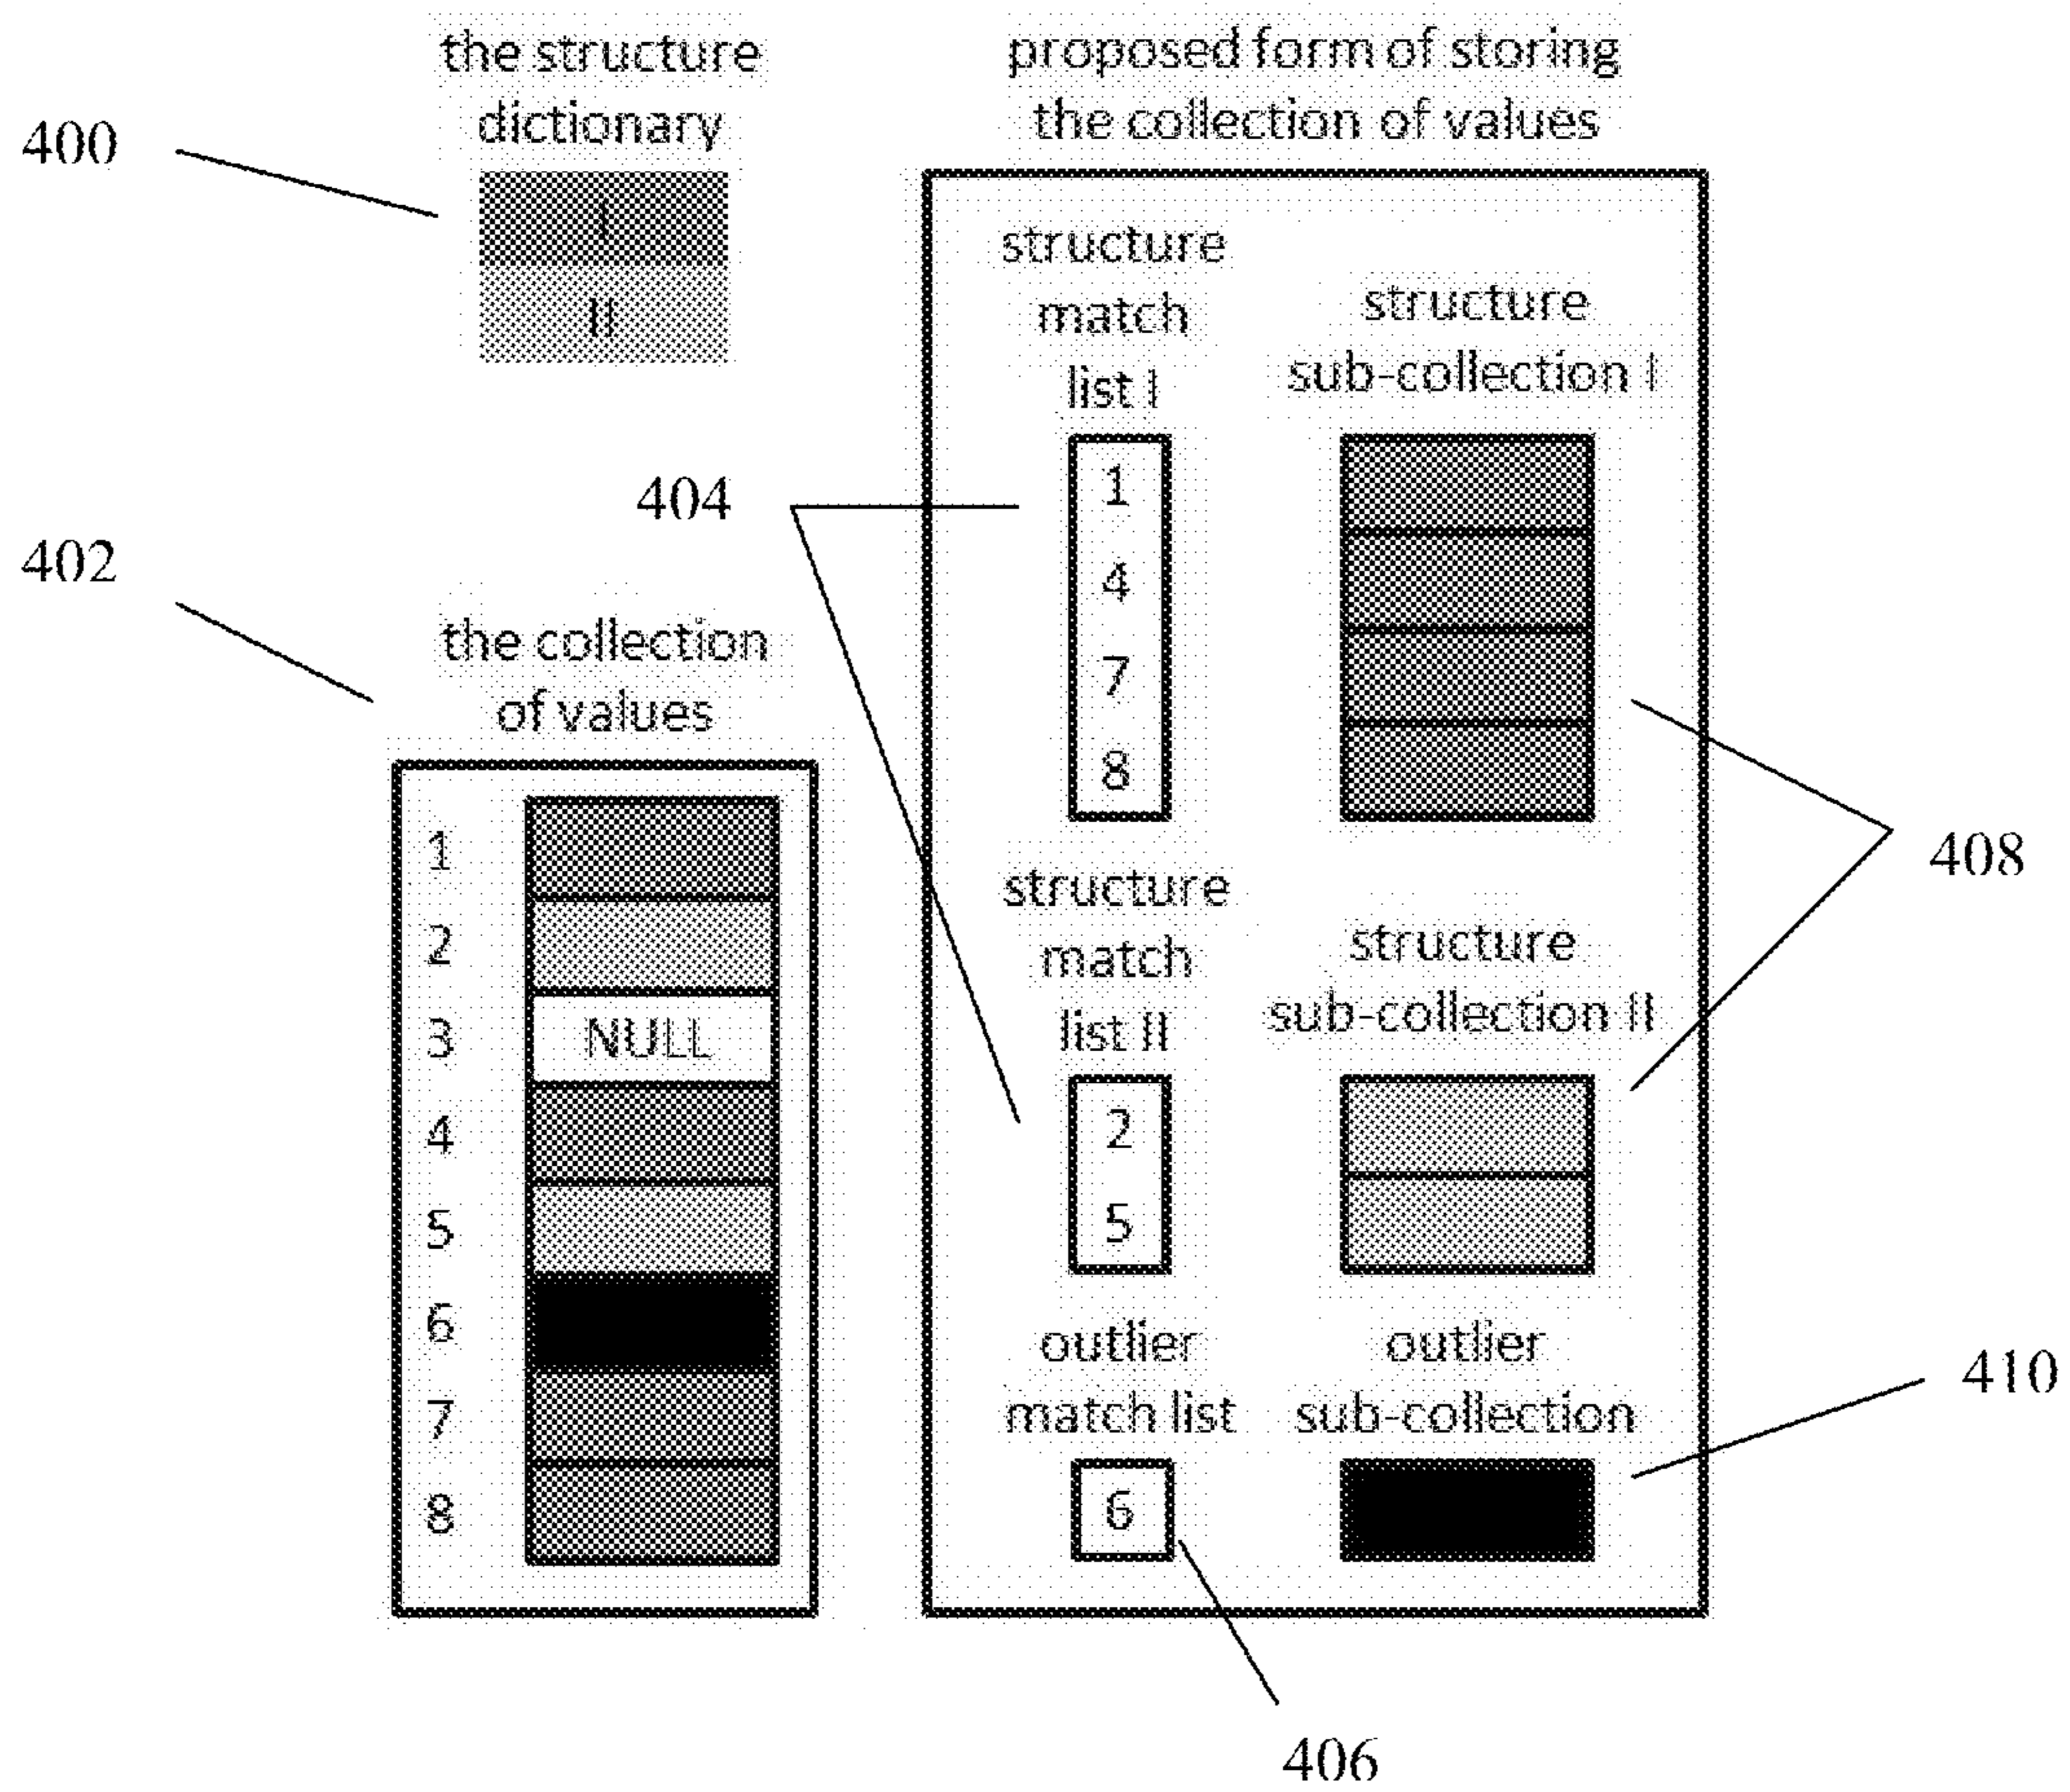 the structure
dictionary
400
I
II
402
the collection
of values
1
2
3 NULL
4
5
6
7
8
proposed form of storing
the collection of values
404
structure
match
list I
1
4
7
8
structure
sub-collection I
408
structure
match
list II
2
5
structure
sub-collection II
outlier
match list
6
406
outlier
sub-collection
410